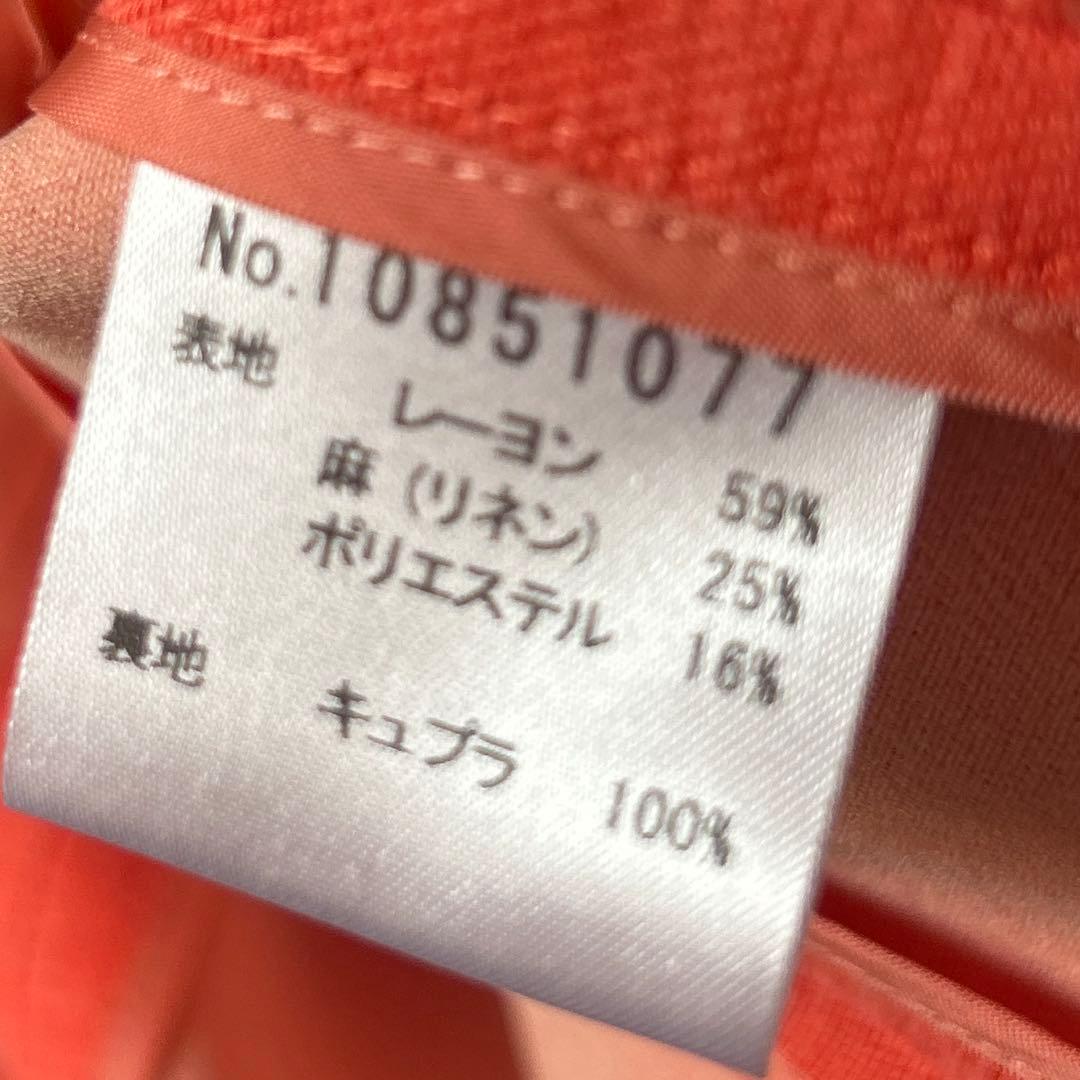 No.10851077
表地
レーヨン 59%
麻 (リネン) 25%
ポリエステル 16%
裏地
キュプラ 100%